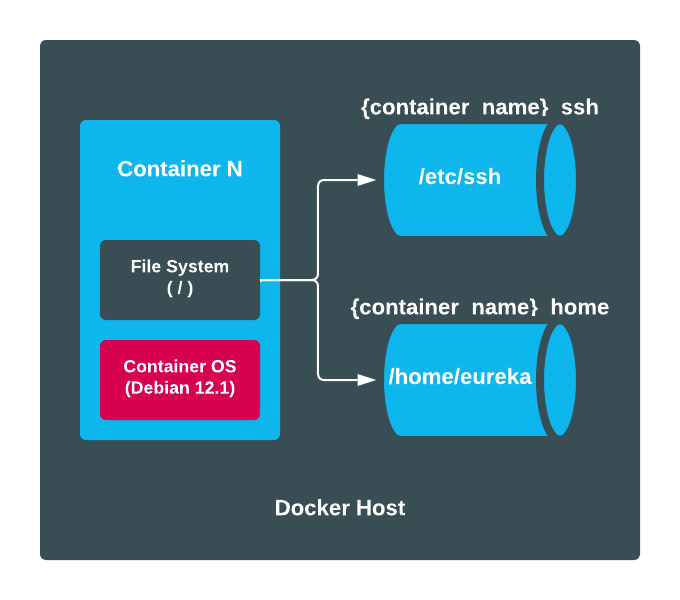 {container name} ssh
Container N
/etc/ssh
File System
( / )
{container name} home
Container OS
(Debian 12.1)
/home/eureka
Docker Host